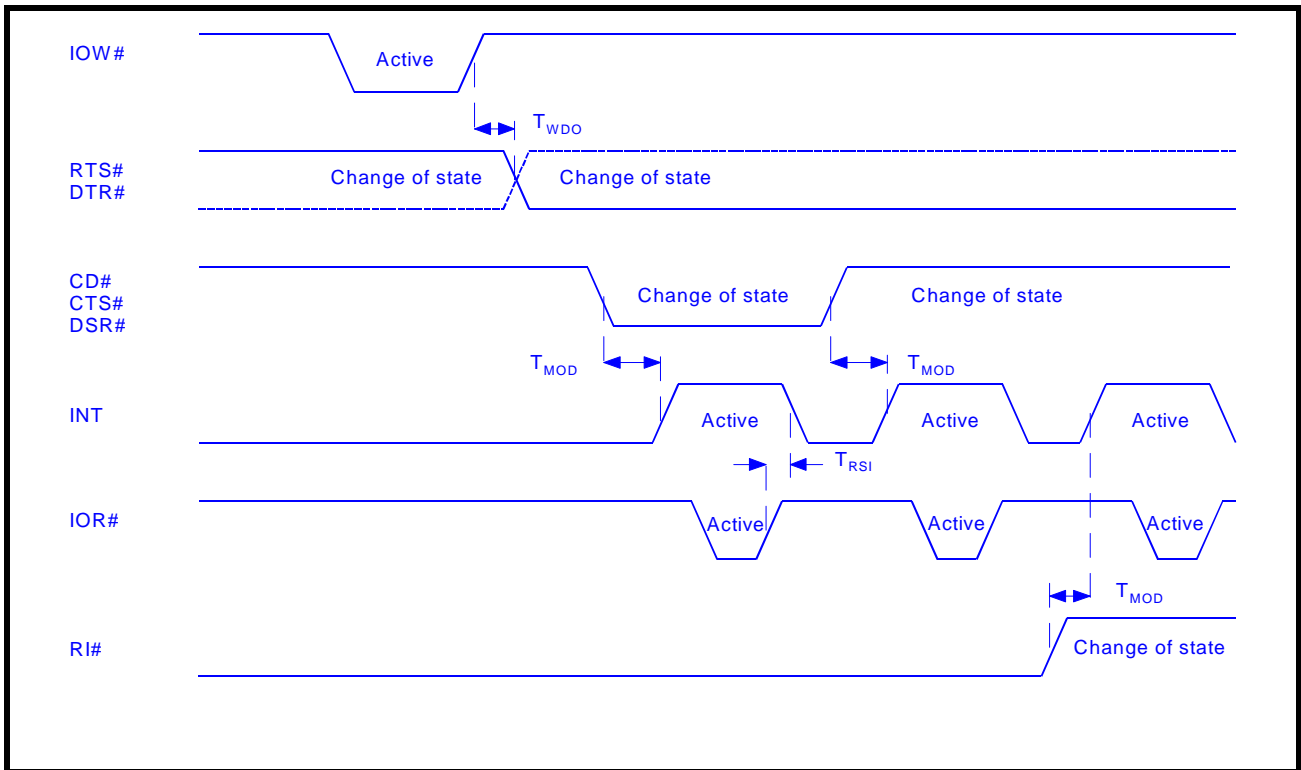 IOW#
Active
TWDO
RTS#
DTR#
Change of state
Change of state
CD#
CTS#
DSR#
Change of state
Change of state
TMOD
TMOD
INT
Active
Active
Active
TRSI
IOR#
Active
Active
Active
TMOD
RI#
Change of state